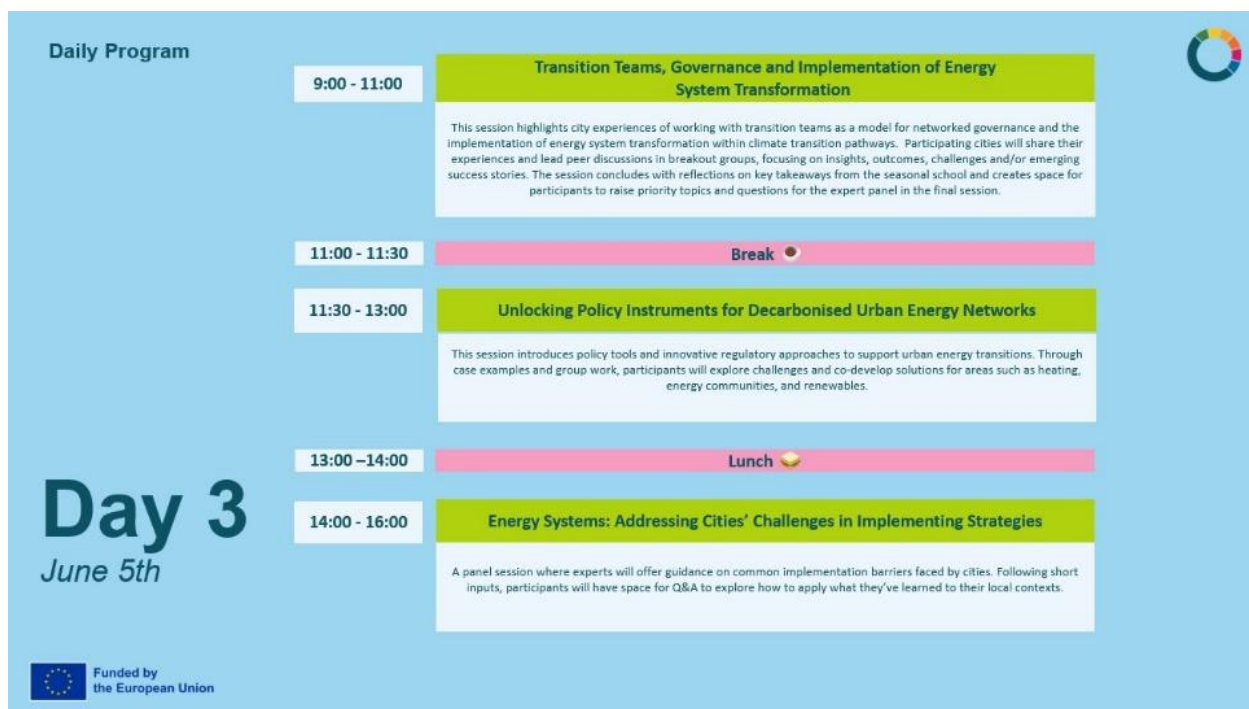 Daily Program
9:00 - 11:00
Transition Teams, Governance and Implementation of Energy
System Transformation
This session highlights city experiences of working with transition teams as a model for networked governance and the
implementation of energy system transformation within climate transition pathways. Participating cities will share their
experiences and lead peer discussions in breakout groups, focusing on insights, outcomes, challenges and/or emerging
success stories. The session concludes with reflections on key takeaways from the seasonal school and creates space for
participants to raise priority topics and questions for the expert panel in the final session.
11:00 - 11:30
Break
11:30 - 13:00
Unlocking Policy Instruments for Decarbonised Urban Energy Networks
This session introduces policy tools and innovative regulatory approaches to support urban energy transitions. Through
case examples and group work, participants will explore challenges and co-develop solutions for areas such as heating,
energy communities, and renewables.
13:00 –14:00
Lunch
Day 3
June 5th
14:00 - 16:00
Energy Systems: Addressing Cities’ Challenges in Implementing Strategies
A panel session where experts will offer guidance on common implementation barriers faced by cities. Following short
inputs, participants will have space for Q&A to explore how to apply what they’ve learned to their local contexts.
Funded by
the European Union